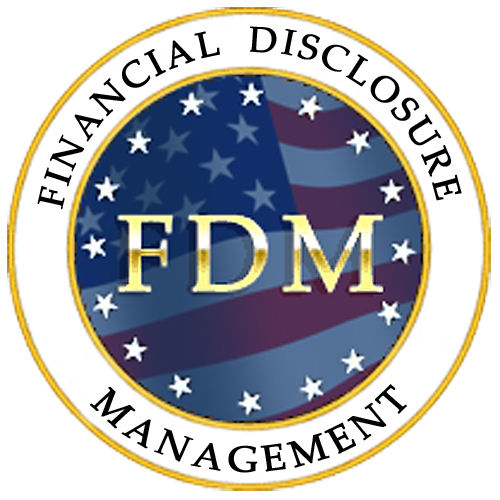 FINANCIAL DISCLOSURE
FDM
MANAGEMENT